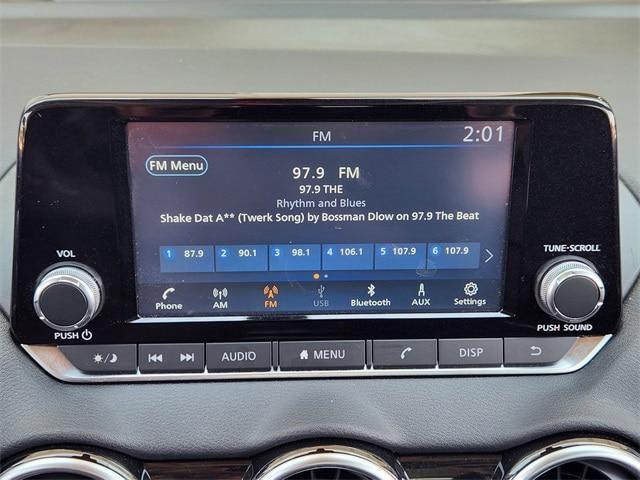 FM 2:01
FM Menu
97.9 FM
97.9 THE
Rhythm and Blues
Shake Dat A** (Twerk Song) by Bossman Dlow on 97.9 The Beat
1 87.9 2 90.1 3 98.1 4 106.1 5 107.9 6 107.9
Phone AM FM USB Bluetooth AUX Settings
VOL
PUSH
TUNE•SCROLL
PUSH SOUND
AUDIO MENU DISP